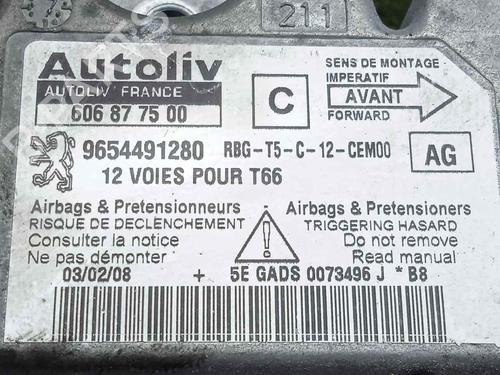 211
Autoliv
AUTOLIV FRANCE
606 87 75 00
C
SENS DE MONTAGE
IMPERATIF
AVANT
FORWARD
9654491280 RBG-T5-C-12-CEM00
12 VOIES POUR T66
AG
Airbags & Pretensionneurs
RISQUE DE DECLENCHEMENT
Consulter la notice
Ne pas démonter
Airbags & Pretensioners
TRIGGERING HASARD
Do not remove
Read manual
03/02/08 + 5E GADS 0073496 J * B8